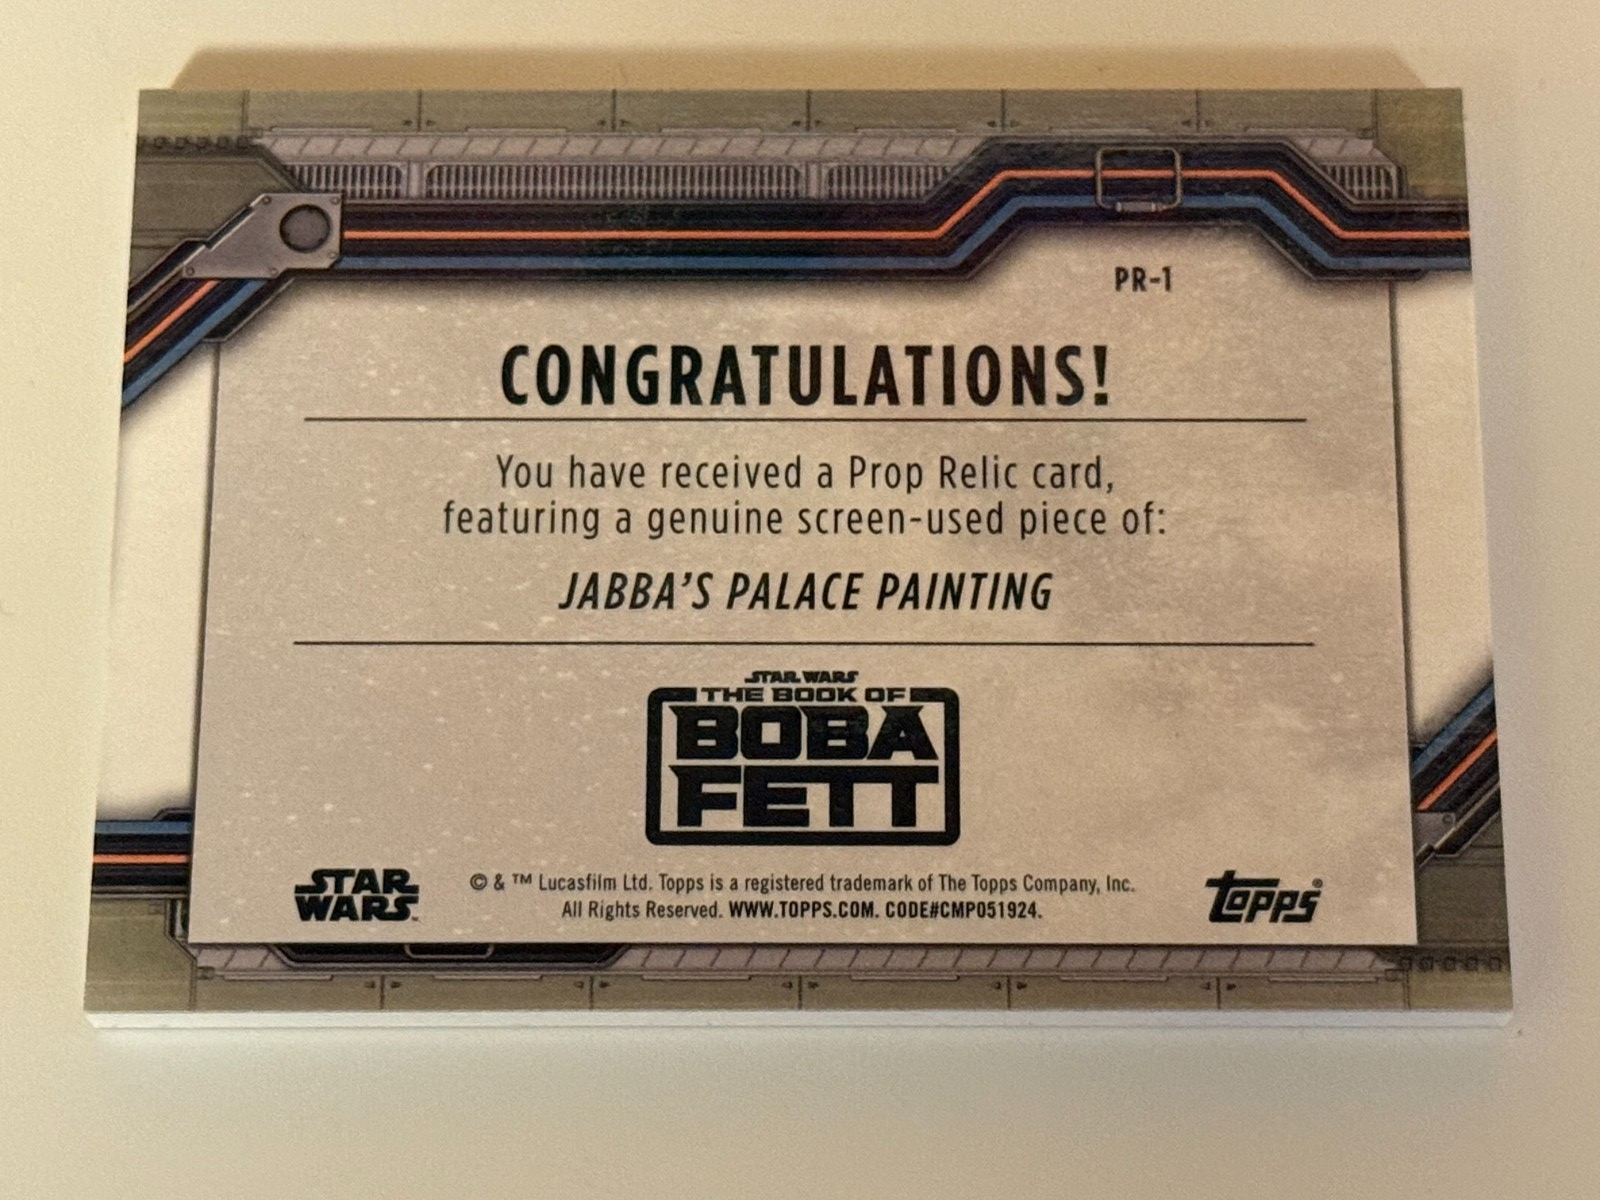 PR-1
CONGRATULATIONS!
You have received a Prop Relic card,
featuring a genuine screen-used piece of:
JABBA'S PALACE PAINTING
STAR WARS
THE BOOK OF
BOBA
FETT
STAR
WARS
© & ™ Lucasfilm Ltd. Topps is a registered trademark of The Topps Company, Inc.
All Rights Reserved. WWW.TOPPS.COM. CODE#CMP051924.
topps®